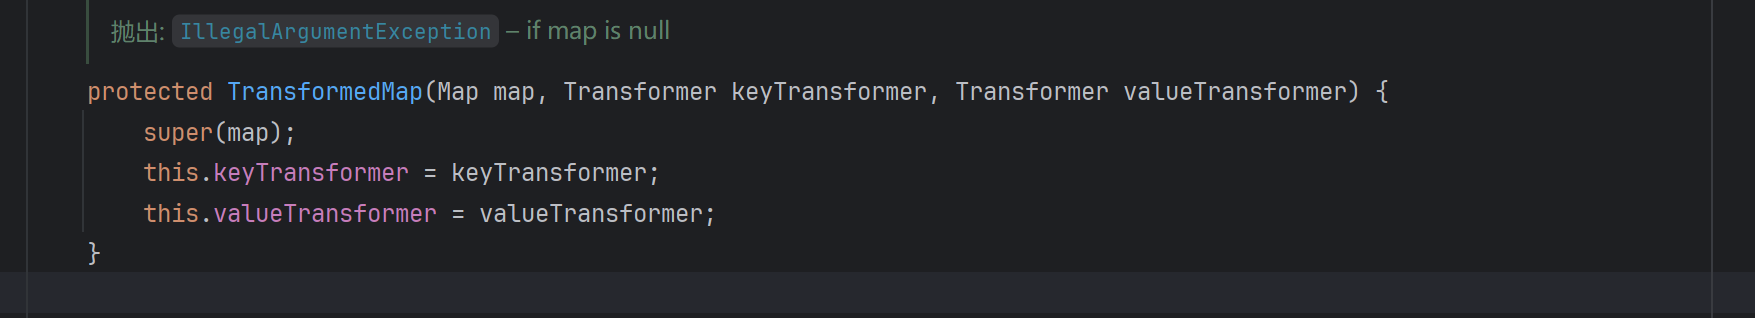 抛出: IllegalArgumentException – if map is null
protected TransformedMap(Map map, Transformer keyTransformer, Transformer valueTransformer) {
super(map);
this.keyTransformer = keyTransformer;
this.valueTransformer = valueTransformer;
}